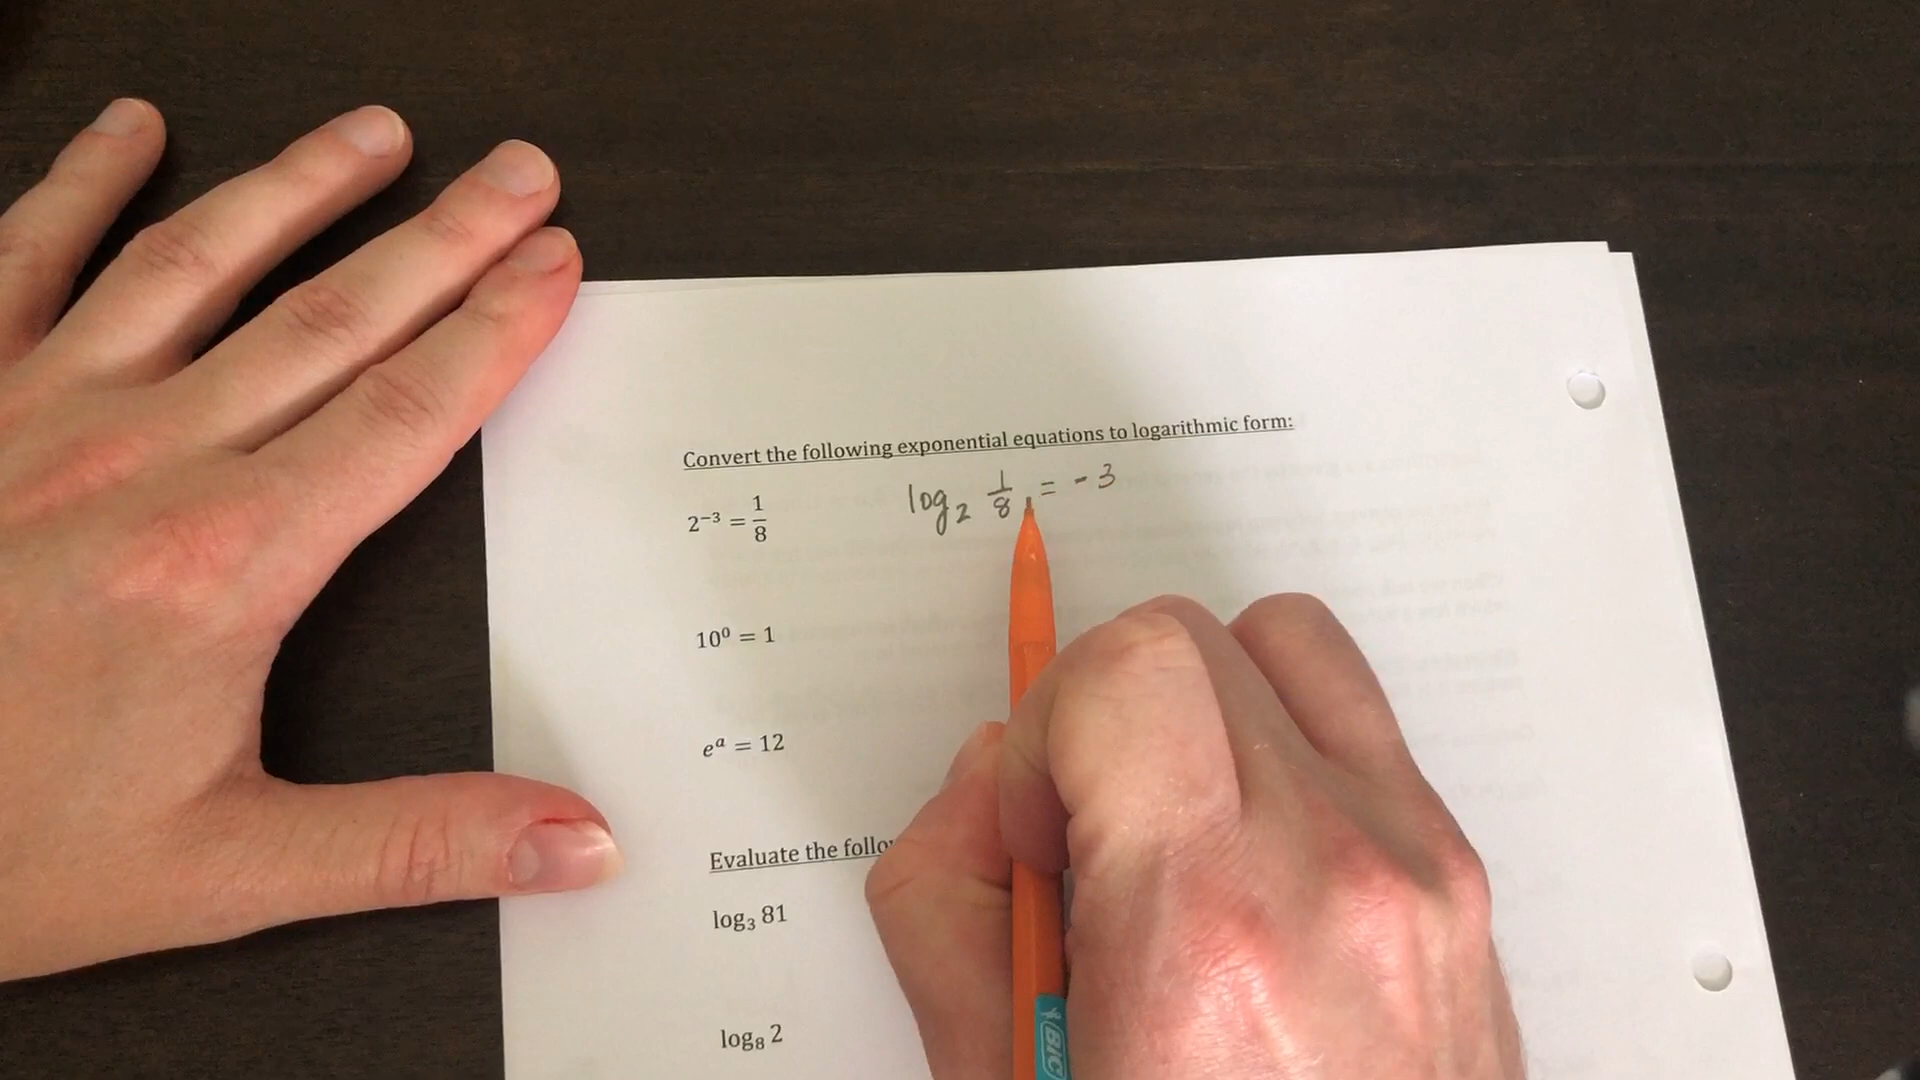 Convert the following exponential equations to logarithmic form:
2⁻³ = 1/8 log₂ 1/8 = -3
10⁰ = 1
eᵃ = 12
Evaluate the
log₃ 81
log₈ 2
BIC